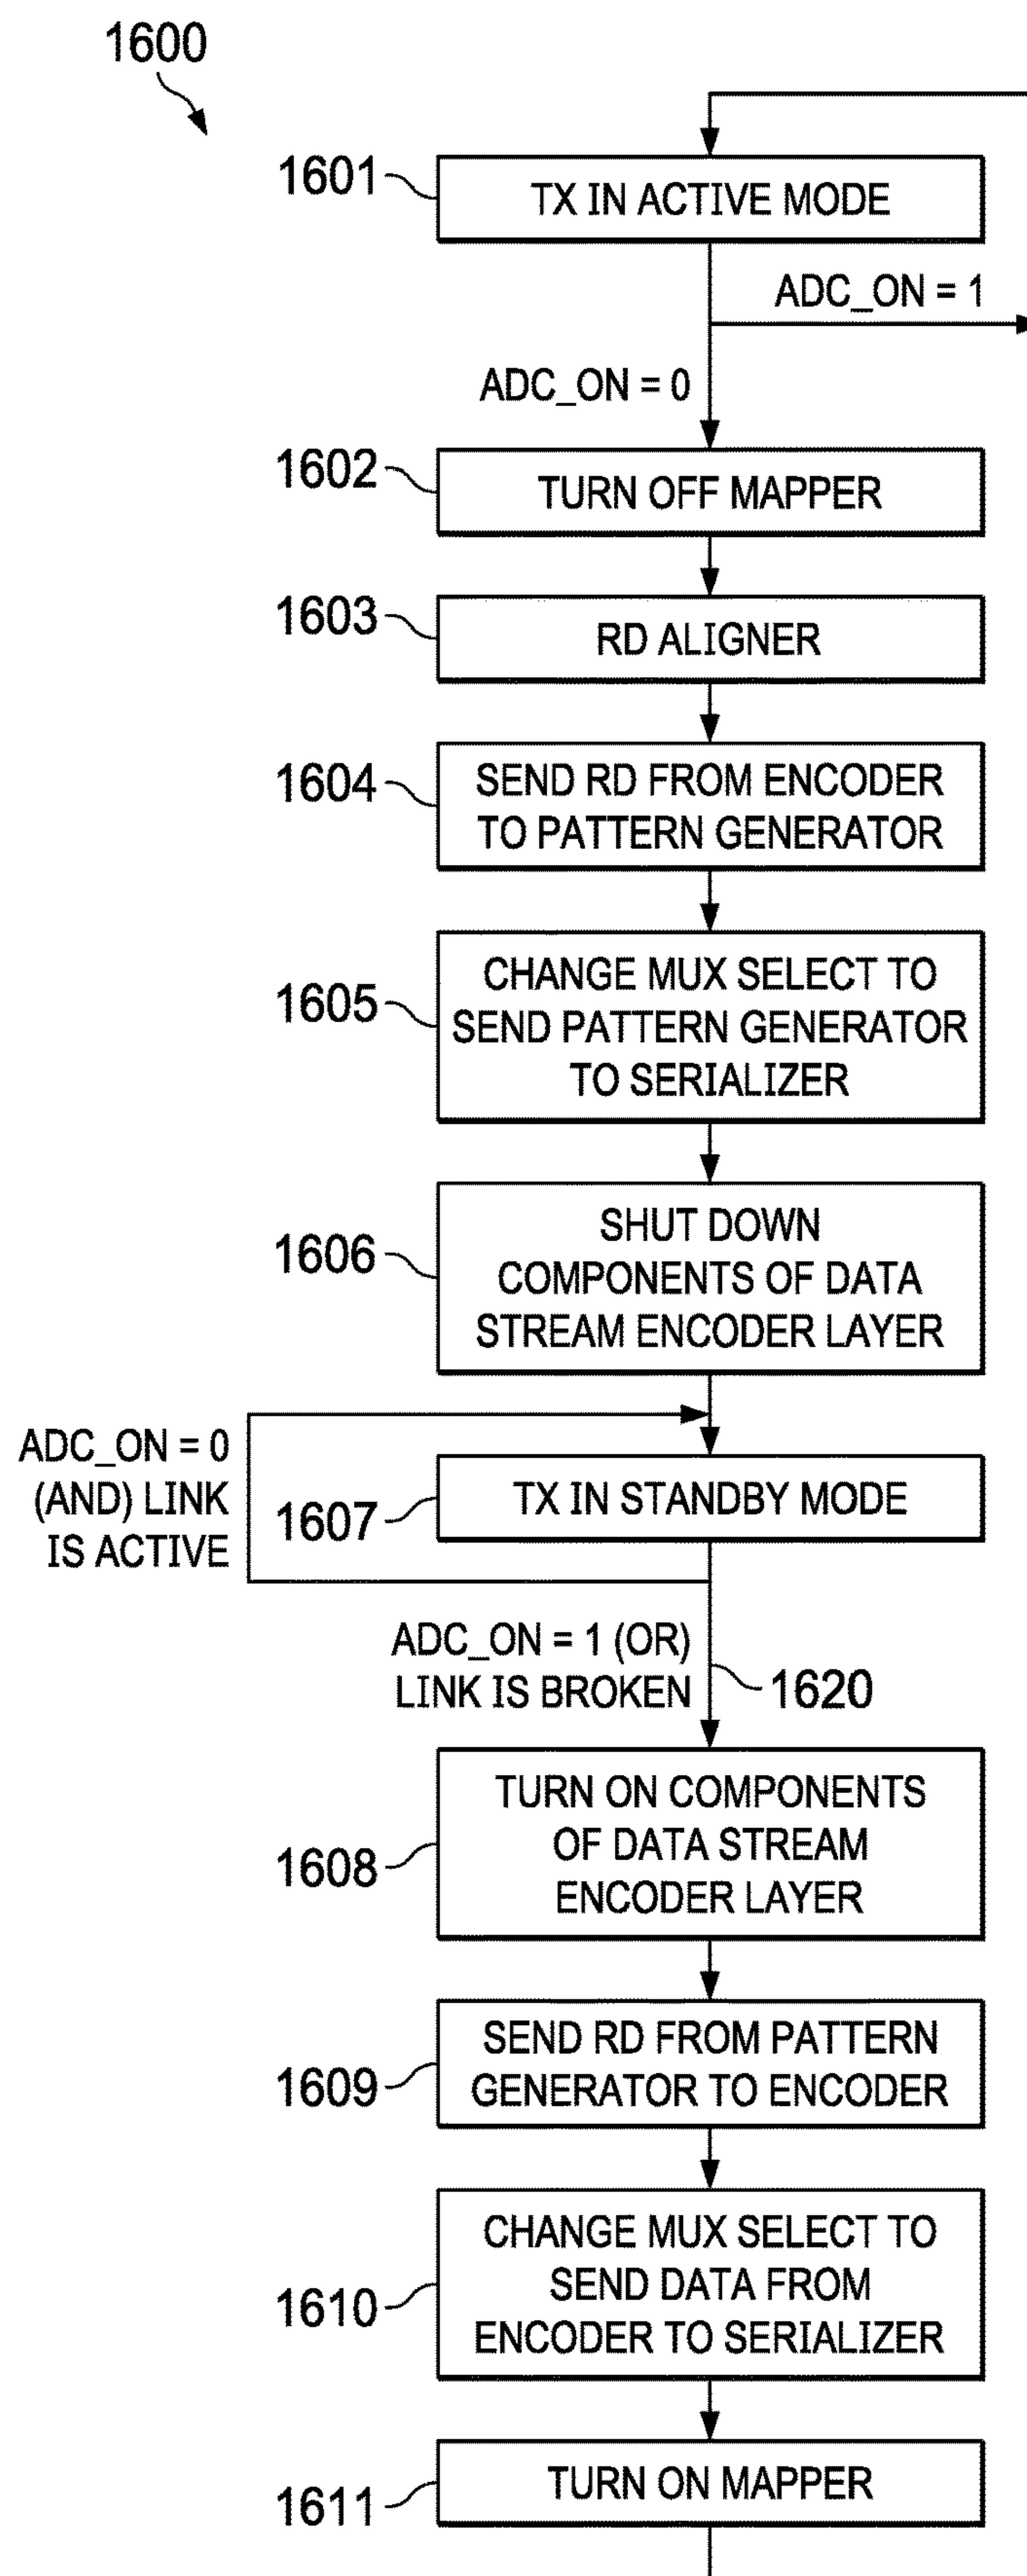 1600
1601
TX IN ACTIVE MODE
ADC_ON = 1
ADC_ON = 0
1602
TURN OFF MAPPER
1603
RD ALIGNER
1604
SEND RD FROM ENCODER
TO PATTERN GENERATOR
1605
CHANGE MUX SELECT TO
SEND PATTERN GENERATOR
TO SERIALIZER
1606
SHUT DOWN
COMPONENTS OF DATA
STREAM ENCODER LAYER
ADC_ON = 0
(AND) LINK
IS ACTIVE
1607
TX IN STANDBY MODE
ADC_ON = 1 (OR)
LINK IS BROKEN
1620
1608
TURN ON COMPONENTS
OF DATA STREAM
ENCODER LAYER
1609
SEND RD FROM PATTERN
GENERATOR TO ENCODER
1610
CHANGE MUX SELECT TO
SEND DATA FROM
ENCODER TO SERIALIZER
1611
TURN ON MAPPER